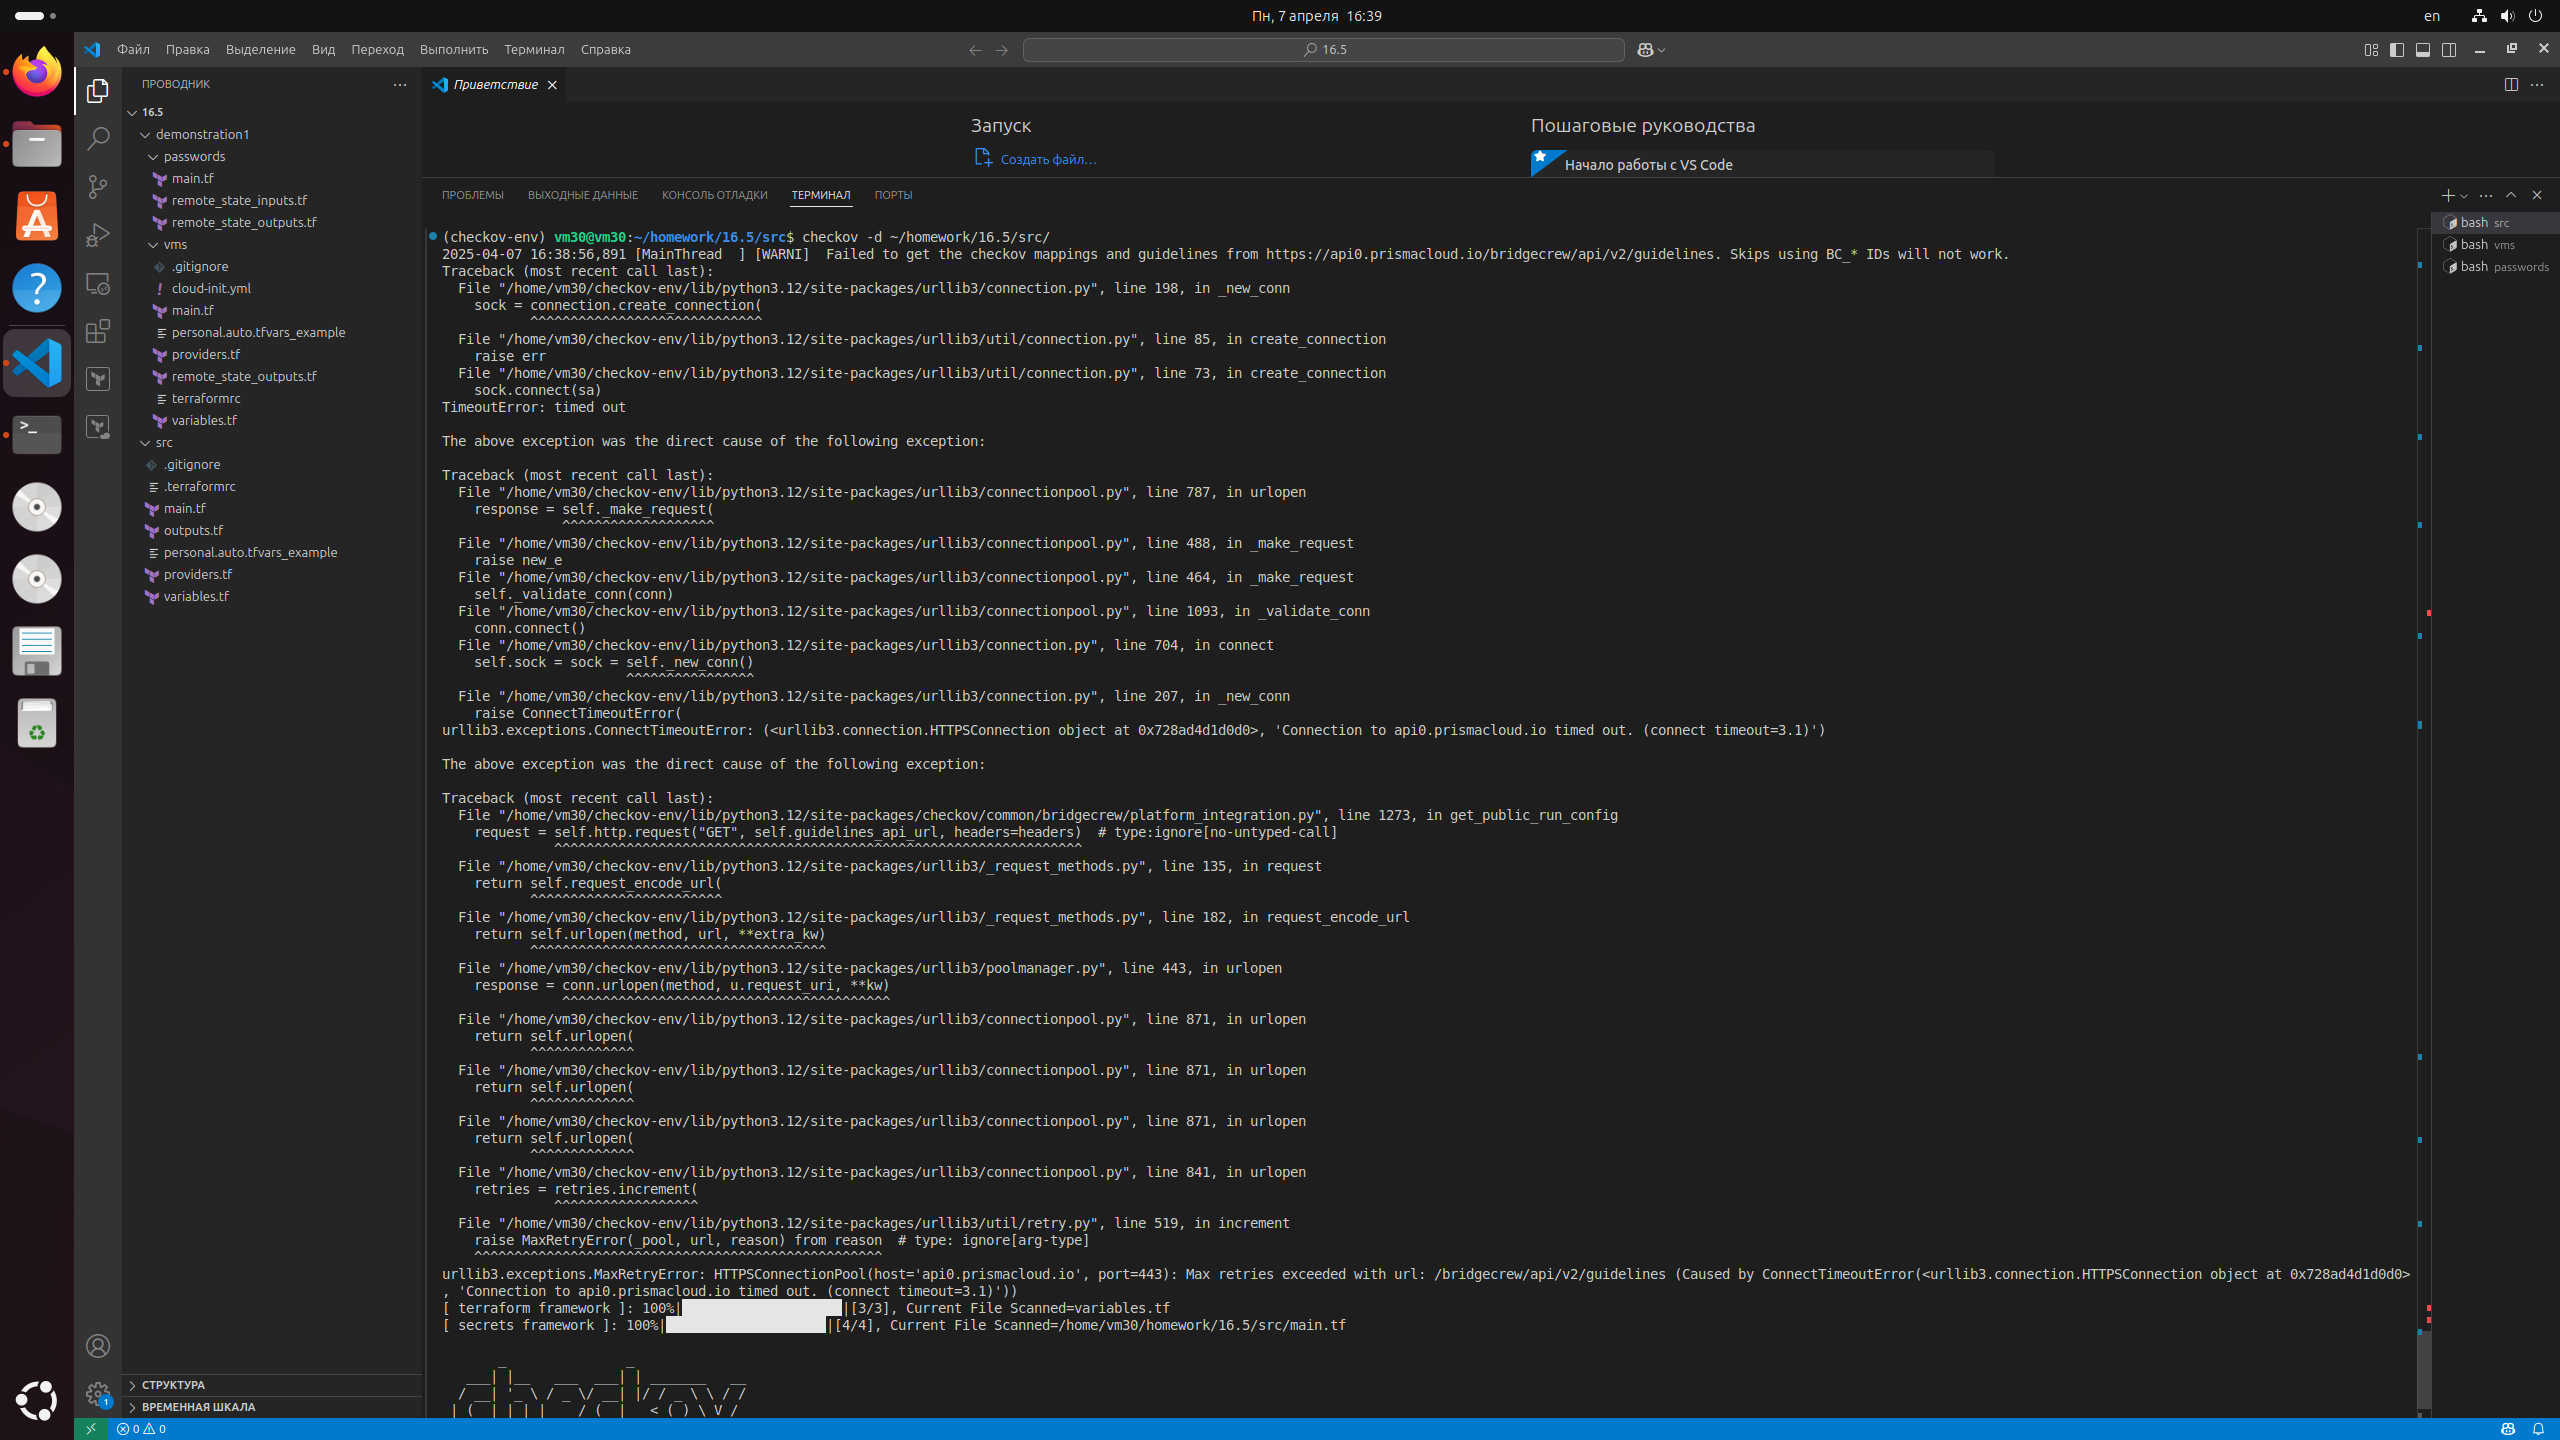 Пн, 7 апреля  16:39
en
Файл Правка Выделение Вид Переход Выполнить Терминал Справка
16.5
ПРОВОДНИК
16.5
demonstration1
passwords
main.tf
remote_state_inputs.tf
remote_state_outputs.tf
vms
.gitignore
cloud-init.yml
main.tf
personal.auto.tfvars_example
providers.tf
remote_state_outputs.tf
terraformrc
variables.tf
src
.gitignore
.terraformrc
main.tf
outputs.tf
personal.auto.tfvars_example
providers.tf
variables.tf
СТРУКТУРА
ВРЕМЕННАЯ ШКАЛА
Приветствие
Запуск
Создать файл...
Пошаговые руководства
Начало работы с VS Code
ПРОБЛЕМЫ ВЫХОДНЫЕ ДАННЫЕ КОНСОЛЬ ОТЛАДКИ ТЕРМИНАЛ ПОРТЫ
bash src
bash vms
bash passwords
(checkov-env) vm30@vm30:~/homework/16.5/src$ checkov -d ~/homework/16.5/src/
2025-04-07 16:38:56,891 [MainThread  ] [WARNI]  Failed to get the checkov mappings and guidelines from https://api0.prismacloud.io/bridgecrew/api/v2/guidelines. Skips using BC_* IDs will not work.
Traceback (most recent call last):
  File "/home/vm30/checkov-env/lib/python3.12/site-packages/urllib3/connection.py", line 198, in _new_conn
    sock = connection.create_connection(
           ^^^^^^^^^^^^^^^^^^^^^^^^^^^^^
  File "/home/vm30/checkov-env/lib/python3.12/site-packages/urllib3/util/connection.py", line 85, in create_connection
    raise err
  File "/home/vm30/checkov-env/lib/python3.12/site-packages/urllib3/util/connection.py", line 73, in create_connection
    sock.connect(sa)
TimeoutError: timed out
The above exception was the direct cause of the following exception:
Traceback (most recent call last):
  File "/home/vm30/checkov-env/lib/python3.12/site-packages/urllib3/connectionpool.py", line 787, in urlopen
    response = self._make_request(
               ^^^^^^^^^^^^^^^^^^^
  File "/home/vm30/checkov-env/lib/python3.12/site-packages/urllib3/connectionpool.py", line 488, in _make_request
    raise new_e
  File "/home/vm30/checkov-env/lib/python3.12/site-packages/urllib3/connectionpool.py", line 464, in _make_request
    self._validate_conn(conn)
  File "/home/vm30/checkov-env/lib/python3.12/site-packages/urllib3/connectionpool.py", line 1093, in _validate_conn
    conn.connect()
  File "/home/vm30/checkov-env/lib/python3.12/site-packages/urllib3/connection.py", line 704, in connect
    self.sock = sock = self._new_conn()
                       ^^^^^^^^^^^^^^^^
  File "/home/vm30/checkov-env/lib/python3.12/site-packages/urllib3/connection.py", line 207, in _new_conn
    raise ConnectTimeoutError(
urllib3.exceptions.ConnectTimeoutError: (<urllib3.connection.HTTPSConnection object at 0x728ad4d1d0d0>, 'Connection to api0.prismacloud.io timed out. (connect timeout=3.1)')
The above exception was the direct cause of the following exception:
Traceback (most recent call last):
  File "/home/vm30/checkov-env/lib/python3.12/site-packages/checkov/common/bridgecrew/platform_integration.py", line 1273, in get_public_run_config
    request = self.http.request("GET", self.guidelines_api_url, headers=headers)  # type:ignore[no-untyped-call]
              ^^^^^^^^^^^^^^^^^^^^^^^^^^^^^^^^^^^^^^^^^^^^^^^^^^^^^^^^^^^^^^^^^^
  File "/home/vm30/checkov-env/lib/python3.12/site-packages/urllib3/_request_methods.py", line 135, in request
    return self.request_encode_url(
           ^^^^^^^^^^^^^^^^^^^^^^^^
  File "/home/vm30/checkov-env/lib/python3.12/site-packages/urllib3/_request_methods.py", line 182, in request_encode_url
    return self.urlopen(method, url, **extra_kw)
           ^^^^^^^^^^^^^^^^^^^^^^^^^^^^^^^^^^^^^
  File "/home/vm30/checkov-env/lib/python3.12/site-packages/urllib3/poolmanager.py", line 443, in urlopen
    response = conn.urlopen(method, u.request_uri, **kw)
               ^^^^^^^^^^^^^^^^^^^^^^^^^^^^^^^^^^^^^^^^^
  File "/home/vm30/checkov-env/lib/python3.12/site-packages/urllib3/connectionpool.py", line 871, in urlopen
    return self.urlopen(
           ^^^^^^^^^^^^^
  File "/home/vm30/checkov-env/lib/python3.12/site-packages/urllib3/connectionpool.py", line 871, in urlopen
    return self.urlopen(
           ^^^^^^^^^^^^^
  File "/home/vm30/checkov-env/lib/python3.12/site-packages/urllib3/connectionpool.py", line 871, in urlopen
    return self.urlopen(
           ^^^^^^^^^^^^^
  File "/home/vm30/checkov-env/lib/python3.12/site-packages/urllib3/connectionpool.py", line 841, in urlopen
    retries = retries.increment(
              ^^^^^^^^^^^^^^^^^^
  File "/home/vm30/checkov-env/lib/python3.12/site-packages/urllib3/util/retry.py", line 519, in increment
    raise MaxRetryError(_pool, url, reason) from reason  # type: ignore[arg-type]
    ^^^^^^^^^^^^^^^^^^^^^^^^^^^^^^^^^^^^^^^^^^^^^^^^^^^
urllib3.exceptions.MaxRetryError: HTTPSConnectionPool(host='api0.prismacloud.io', port=443): Max retries exceeded with url: /bridgecrew/api/v2/guidelines (Caused by ConnectTimeoutError(<urllib3.connection.HTTPSConnection object at 0x728ad4d1d0d0>
, 'Connection to api0.prismacloud.io timed out. (connect timeout=3.1)'))
[ terraform framework ]: 100%|████████████████████|[3/3], Current File Scanned=variables.tf
[ secrets framework ]: 100%|████████████████████|[4/4], Current File Scanned=/home/vm30/homework/16.5/src/main.tf
1
0 0